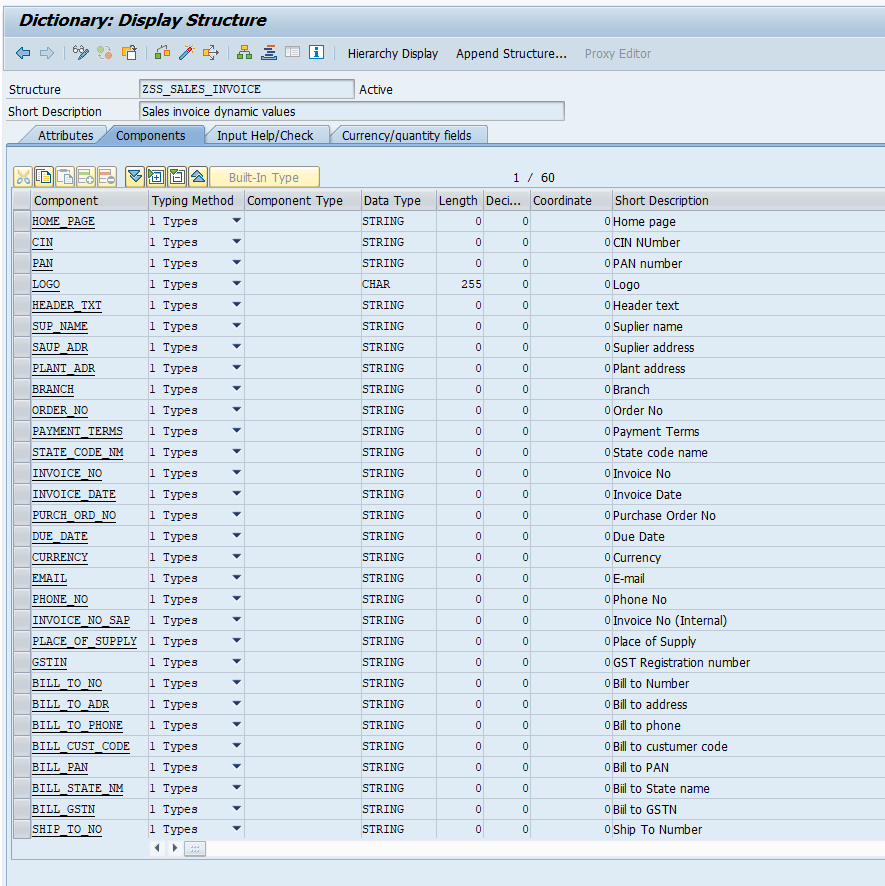 Dictionary: Display Structure
Hierarchy Display Append Structure... Proxy Editor
Structure ZSS_SALES_INVOICE Active
Short Description Sales invoice dynamic values
Attributes Components Input Help/Check Currency/quantity fields
Built-In Type 1 / 60
Component Typing Method Component Type Data Type Length Deci... Coordinate Short Description
HOME_PAGE 1 Types STRING 0 0 0 Home page
CIN 1 Types STRING 0 0 0 CIN NUmber
PAN 1 Types STRING 0 0 0 PAN number
LOGO 1 Types CHAR 255 0 0 Logo
HEADER_TXT 1 Types STRING 0 0 0 Header text
SUP_NAME 1 Types STRING 0 0 0 Suplier name
SAUP_ADR 1 Types STRING 0 0 0 Suplier address
PLANT_ADR 1 Types STRING 0 0 0 Plant address
BRANCH 1 Types STRING 0 0 0 Branch
ORDER_NO 1 Types STRING 0 0 0 Order No
PAYMENT_TERMS 1 Types STRING 0 0 0 Payment Terms
STATE_CODE_NM 1 Types STRING 0 0 0 State code name
INVOICE_NO 1 Types STRING 0 0 0 Invoice No
INVOICE_DATE 1 Types STRING 0 0 0 Invoice Date
PURCH_ORD_NO 1 Types STRING 0 0 0 Purchase Order No
DUE_DATE 1 Types STRING 0 0 0 Due Date
CURRENCY 1 Types STRING 0 0 0 Currency
EMAIL 1 Types STRING 0 0 0 E-mail
PHONE_NO 1 Types STRING 0 0 0 Phone No
INVOICE_NO_SAP 1 Types STRING 0 0 0 Invoice No (Internal)
PLACE_OF_SUPPLY 1 Types STRING 0 0 0 Place of Supply
GSTIN 1 Types STRING 0 0 0 GST Registration number
BILL_TO_NO 1 Types STRING 0 0 0 Bill to Number
BILL_TO_ADR 1 Types STRING 0 0 0 Bill to address
BILL_TO_PHONE 1 Types STRING 0 0 0 Bill to phone
BILL_CUST_CODE 1 Types STRING 0 0 0 Bill to custumer code
BILL_PAN 1 Types STRING 0 0 0 Bill to PAN
BILL_STATE_NM 1 Types STRING 0 0 0 Bill to State name
BILL_GSTN 1 Types STRING 0 0 0 Bill to GSTN
SHIP_TO_NO 1 Types STRING 0 0 0 Ship To Number